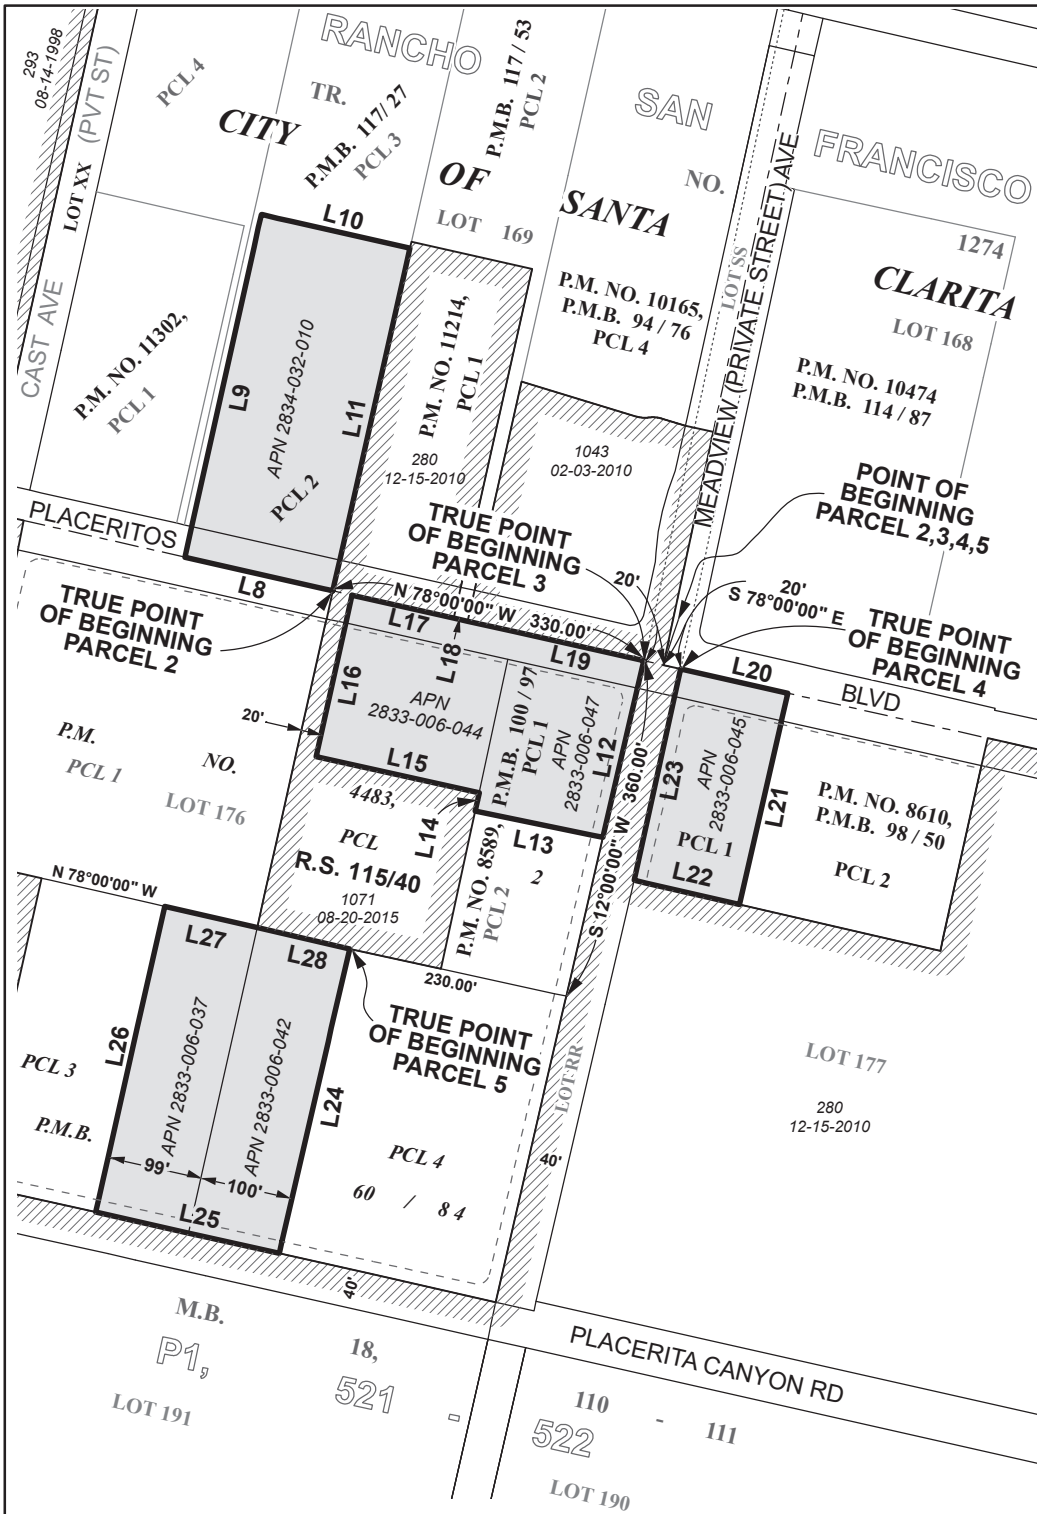 293
08-14-1998
LOT XX (PVT ST)
CAST AVE
PCL 4
RANCHO
TR.
CITY
P.M.B. 117/ 27
PCL 3
P.M.B. 117 / 53
PCL 2
OF
LOT 169
SAN
NO.
SANTA
FRANCISCO
1274
CLARITA
LOT 168
LOT SS
MEADVIEW (PRIVATE STREET) AVE
P.M. NO. 10165,
P.M.B. 94 / 76
PCL 4
P.M. NO. 10474
P.M.B. 114 / 87
L10
L9
APN 2834-032-010
L11
PCL 2
P.M. NO. 11302,
PCL 1
P.M. NO. 11214,
PCL 1
280
12-15-2010
1043
02-03-2010
POINT OF
BEGINNING
PARCEL 2,3,4,5
PLACERITOS
L8
TRUE POINT
OF BEGINNING
PARCEL 3
20'
20'
S 78°00'00" E
TRUE POINT
OF BEGINNING
PARCEL 2
N 78°00'00" W 330.00'
TRUE POINT
OF BEGINNING
PARCEL 4
L17
L18
L19
L20
BLVD
L16
APN
2833-006-044
P.M.B. 100 / 97
PCL 1
APN
2833-006-047
L12
20'
L15
L14
L13
S 12°00'00" W 360.00'
L23
APN
2833-006-045
PCL 1
L21
L22
P.M. NO. 8610,
P.M.B. 98 / 50
PCL 2
P.M.
NO.
PCL 1
LOT 176
4483,
PCL
2
R.S. 115/40
1071
08-20-2015
P.M. NO. 8589,
PCL 2
N 78°00'00" W
230.00'
L27
L28
TRUE POINT
OF BEGINNING
PARCEL 5
L26
APN 2833-006-037
APN 2833-006-042
L24
PCL 3
P.M.B.
99'
100'
L25
PCL 4
60 / 8 4
LOT RR
40'
LOT 177
280
12-15-2010
40'
PLACERITA CANYON RD
M.B.
18,
110 - 111
P1,
521 - 522
LOT 191
LOT 190